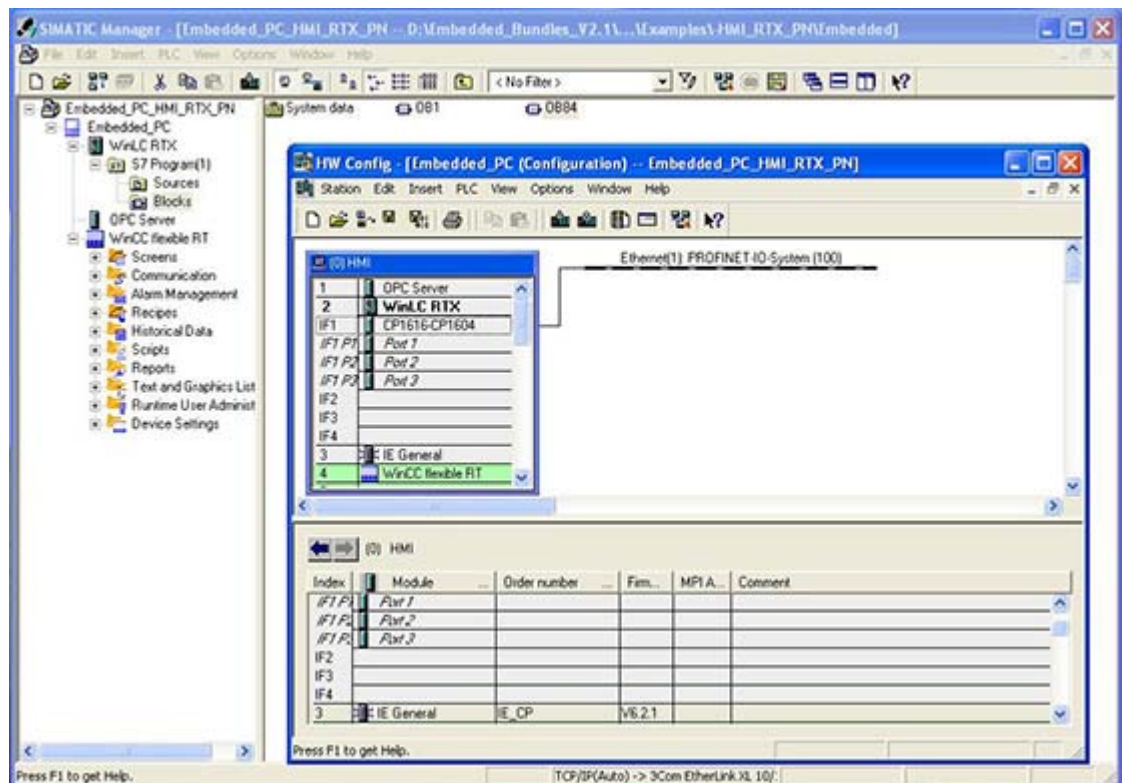 SIMATIC Manager - [Embedded_PC_HMI_RTX_PN -- D:\Embedded_Bundles_V2.1\...\Examples\HMI_RTX_PN\Embedded]
File Edit Insert PLC View Options Window Help
< No Filter >
Embedded_PC_HMI_RTX_PN
Embedded_PC
WinLC RTX
S7 Program(1)
Sources
Blocks
OPC Server
WinCC flexible RT
Screens
Communication
Alarm Management
Recipes
Historical Data
Scripts
Reports
Text and Graphics List
Runtime User Administ
Device Settings
System data OB1 OB84
HW Config - [Embedded_PC (Configuration) -- Embedded_PC_HMI_RTX_PN]
Station Edit Insert PLC View Options Window Help
(0) HMI
1 OPC Server
2 WinLC RTX
IF1 CP1616-CP1604
IF1 P1 Port 1
IF1 P2 Port 2
IF1 P3 Port 3
IF2
IF3
IF4
3 IE General
4 WinCC flexible RT
Ethernet(1): PROFINET-IO-System (100)
(0) HMI
Index Module ... Order number ... Firm... MPI A... Comment
Port 1
Port 2
Port 3
IF2
IF3
IF4
3 IE General IE_CP V6.2.1
Press F1 to get Help.
Press F1 to get Help.
TCP/IP(Auto) -> 3Com EtherLink XL 10/